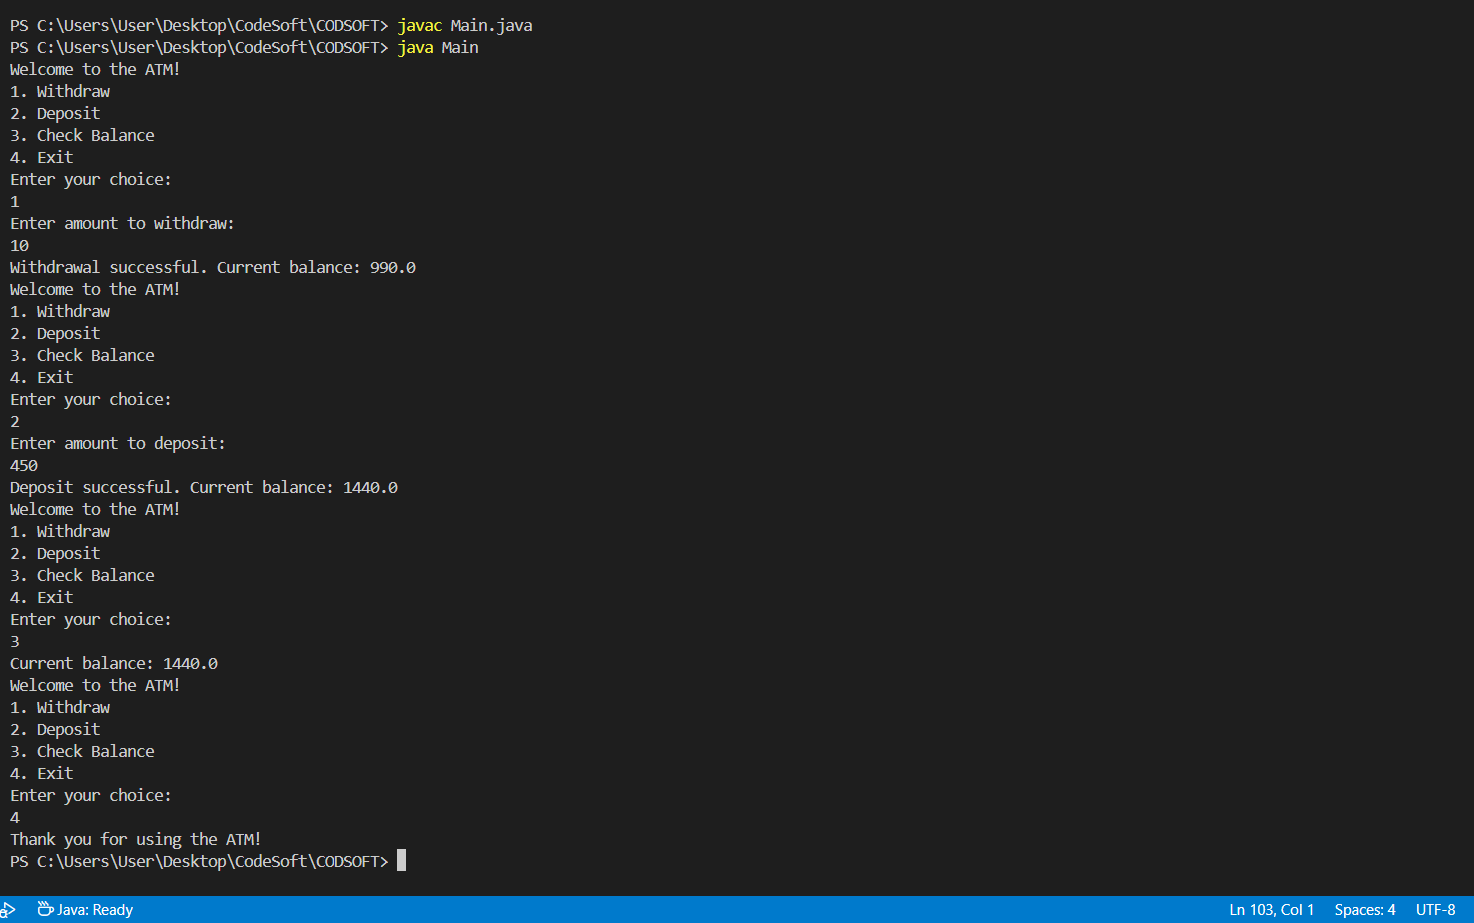 PS C:\Users\User\Desktop\CodeSoft\CODSOFT> javac Main.java
PS C:\Users\User\Desktop\CodeSoft\CODSOFT> java Main
Welcome to the ATM!
1. Withdraw
2. Deposit
3. Check Balance
4. Exit
Enter your choice:
1
Enter amount to withdraw:
10
Withdrawal successful. Current balance: 990.0
Welcome to the ATM!
1. Withdraw
2. Deposit
3. Check Balance
4. Exit
Enter your choice:
2
Enter amount to deposit:
450
Deposit successful. Current balance: 1440.0
Welcome to the ATM!
1. Withdraw
2. Deposit
3. Check Balance
4. Exit
Enter your choice:
3
Current balance: 1440.0
Welcome to the ATM!
1. Withdraw
2. Deposit
3. Check Balance
4. Exit
Enter your choice:
4
Thank you for using the ATM!
PS C:\Users\User\Desktop\CodeSoft\CODSOFT>
Java: Ready Ln 103, Col 1 Spaces: 4 UTF-8